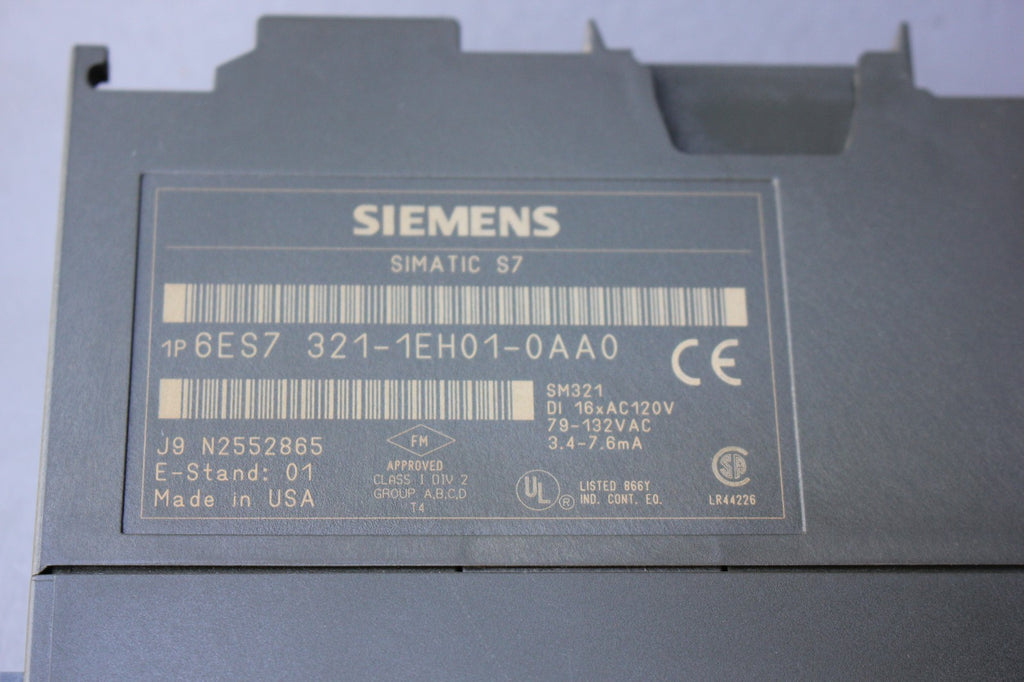 SIEMENS
SIMATIC S7
1P 6ES7 321-1EH01-0AA0
CE
SM321
DI 16xAC120V
79-132VAC
3.4-7.6mA
J9 N2552865
E-Stand: 01
Made in USA
FM
APPROVED
CLASS I DIV 2
GROUP A,B,C,D
T4
UL ®
LISTED 866Y
IND. CONT. EQ.
SA
LR44226